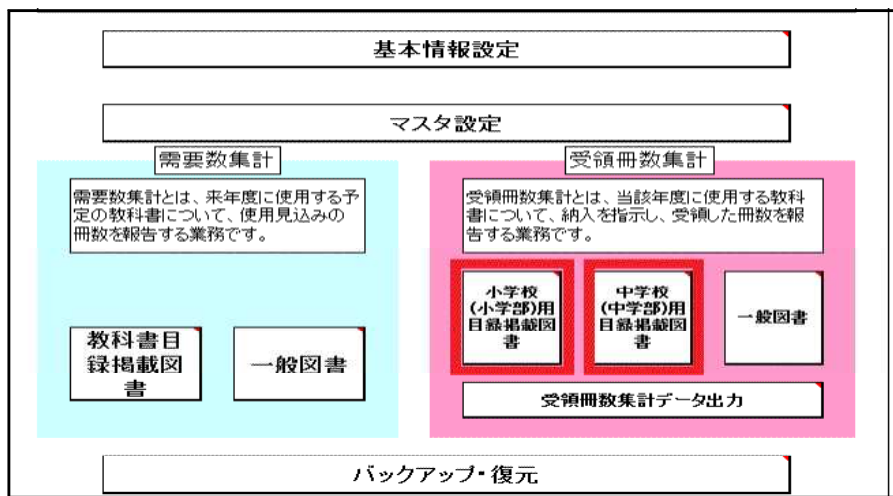 基本情報設定
マスタ設定
需要数集計
需要数集計とは、来年度に使用する予
定の教科書について、使用見込みの
冊数を報告する業務です。
教科書目
録掲載図
書
一般図書
受領冊数集計
受領冊数集計とは、当該年度に使用する教科
書について、納入を指示し、受領した冊数を報
告する業務です。
小学校
(小学部)用
目録掲載図
書
中学校
(中学部)用
目録掲載図
書
一般図書
受領冊数集計データ出力
バックアップ・復元